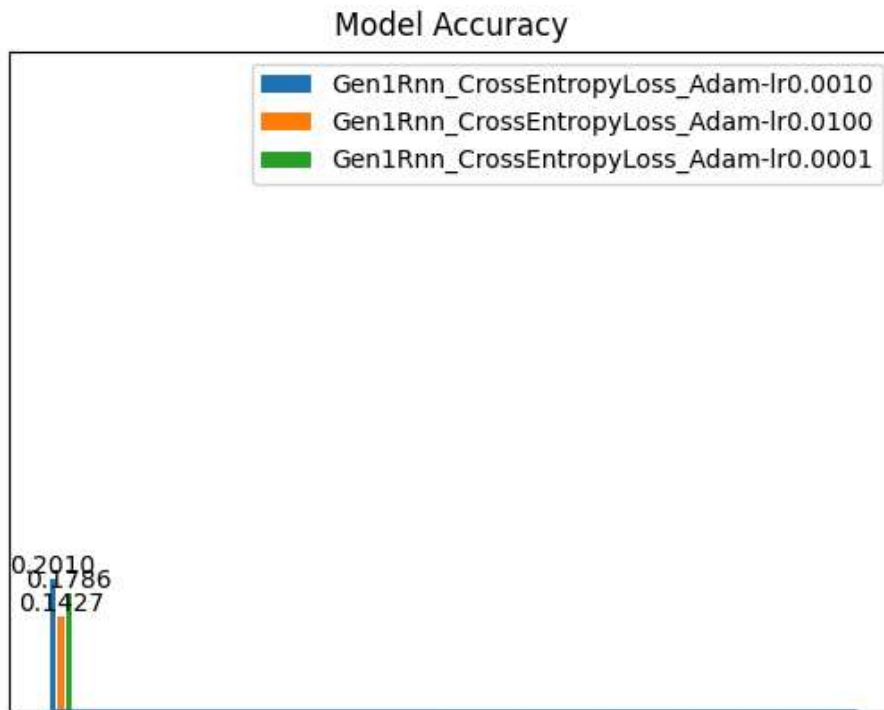 Model Accuracy
Gen1Rnn_CrossEntropyLoss_Adam-lr0.0010
Gen1Rnn_CrossEntropyLoss_Adam-lr0.0100
Gen1Rnn_CrossEntropyLoss_Adam-lr0.0001
0.2010
0.1786
0.1427